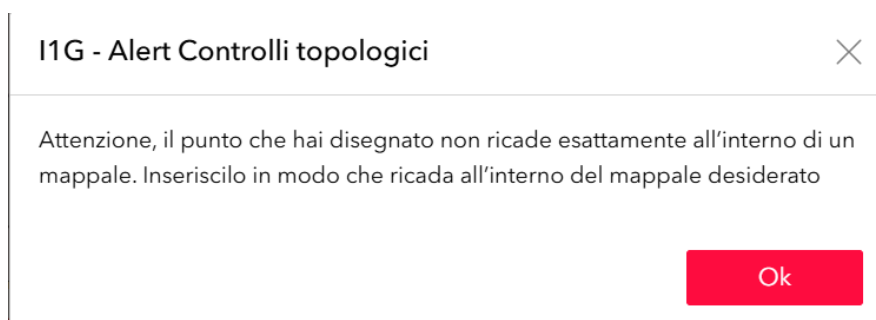 I1G - Alert Controlli topologici
Attenzione, il punto che hai disegnato non ricade esattamente all’interno di un
mappale. Inseriscilo in modo che ricada all’interno del mappale desiderato
Ok